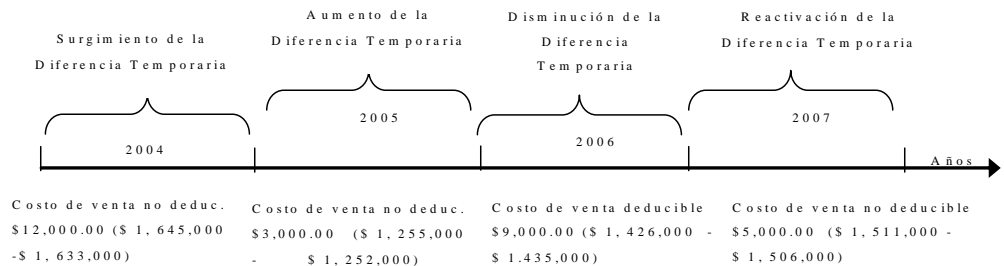 Surgimiento de la
Diferencia Temporaria
Aumento de la
Diferencia Temporaria
Disminución de la
Diferencia
Temporaria
Reactivación de la
Diferencia Temporaria
2004
2005
2006
2007
Años
Costo de venta no deduc.
$12,000.00 ($ 1, 645,000
-$ 1, 633,000)
Costo de venta no deduc.
$3,000.00 ($ 1, 255,000
- $ 1, 252,000)
Costo de venta deducible
$9,000.00 ($ 1, 426,000 -
$ 1.435,000)
Costo de venta no deducible
$5,000.00 ($ 1, 511,000 -
$ 1, 506,000)